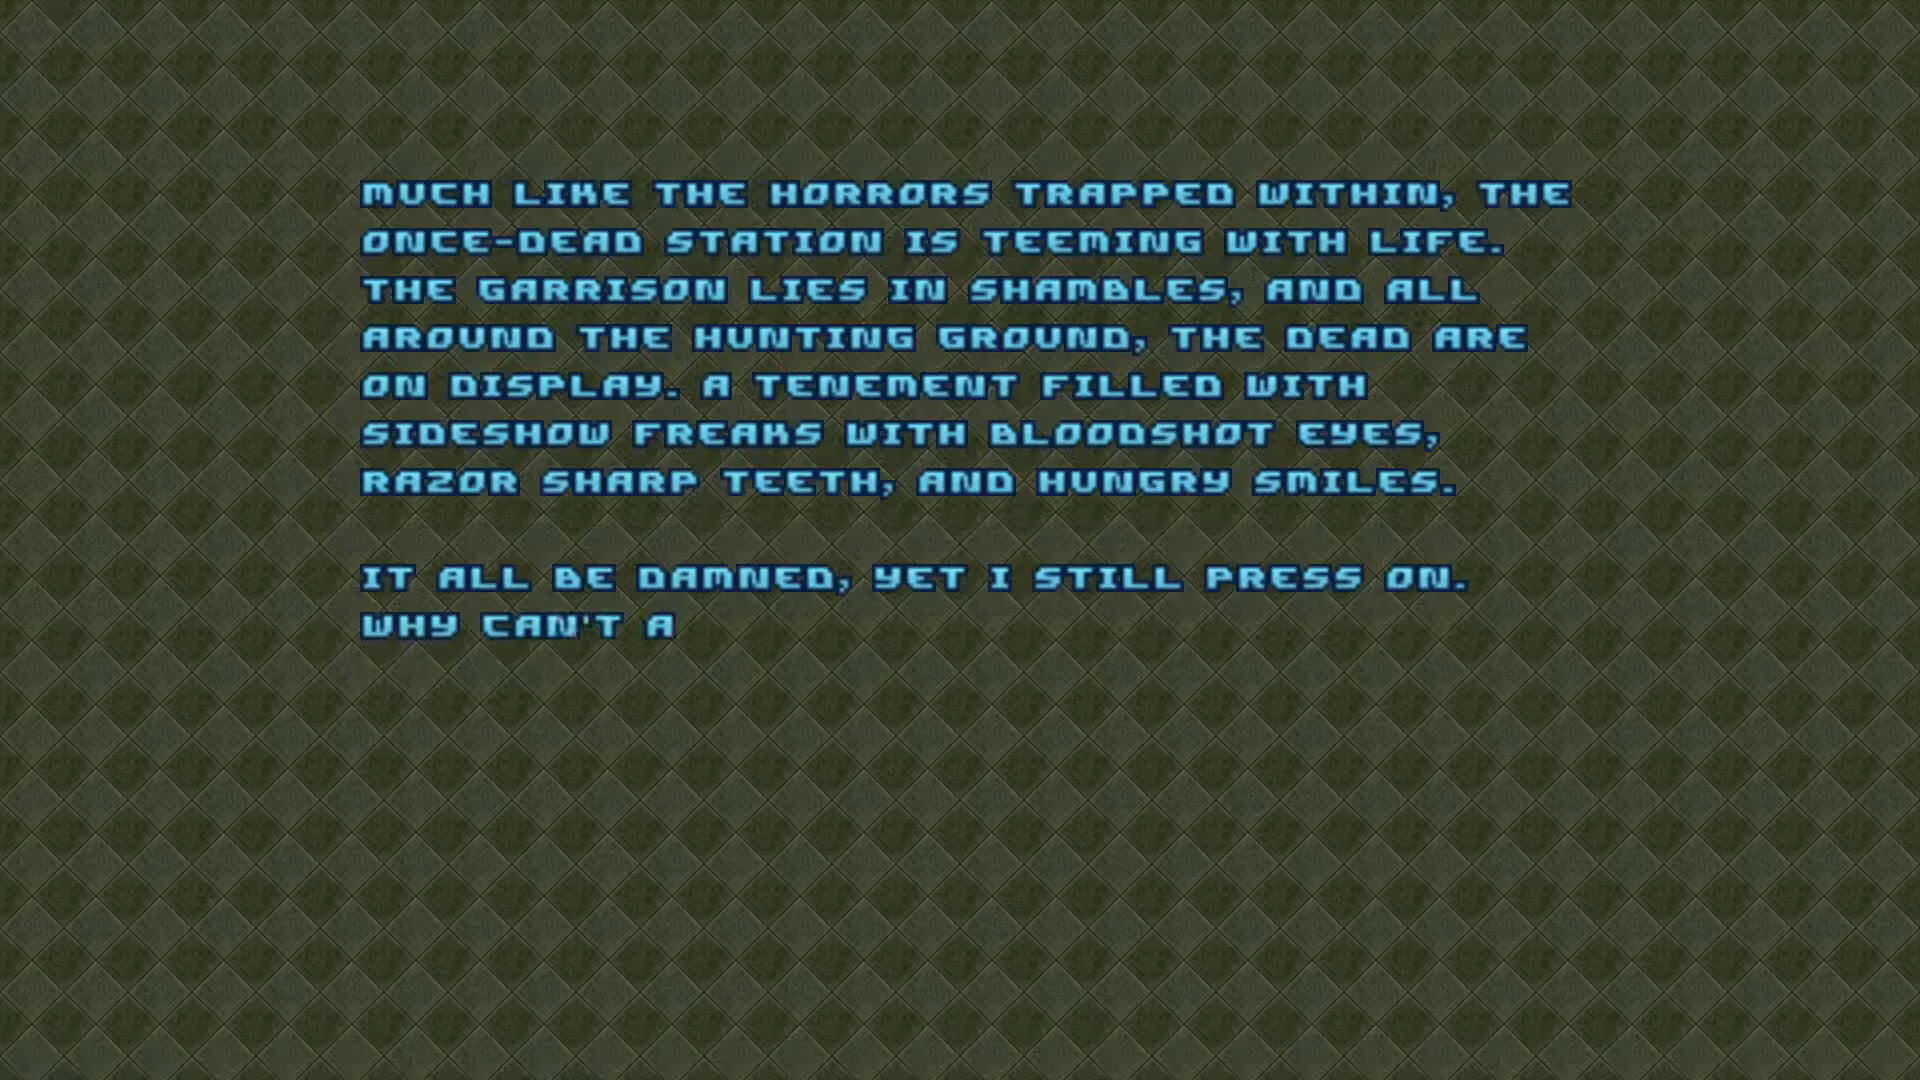 MUCH LIKE THE HORRORS TRAPPED WITHIN, THE
ONCE-DEAD STATION IS TEEMING WITH LIFE.
THE GARRISON LIES IN SHAMBLES, AND ALL
AROUND THE HUNTING GROUND, THE DEAD ARE
ON DISPLAY. A TENEMENT FILLED WITH
SIDESHOW FREAKS WITH BLOODSHOT EYES,
RAZOR SHARP TEETH, AND HUNGRY SMILES.
IT ALL BE DAMNED, YET I STILL PRESS ON.
WHY CAN'T A